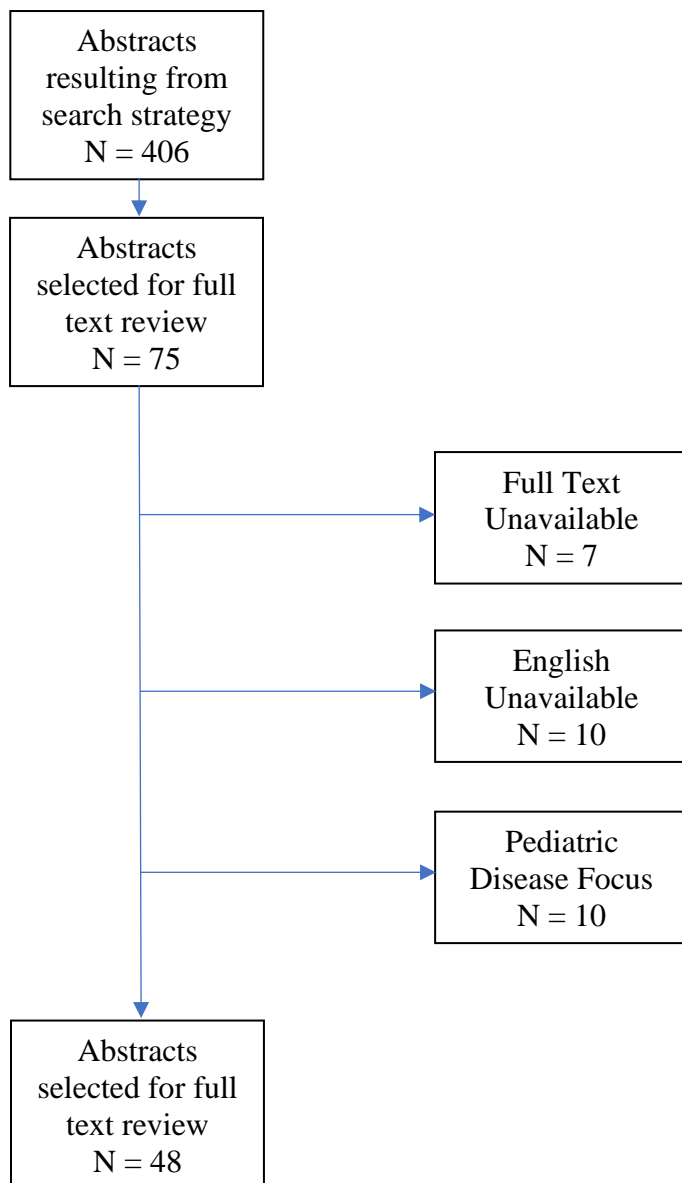 Abstracts
resulting from
search strategy
N = 406
Abstracts
selected for full
text review
N = 75
Full Text
Unavailable
N = 7
English
Unavailable
N = 10
Pediatric
Disease Focus
N = 10
Abstracts
selected for full
text review
N = 48